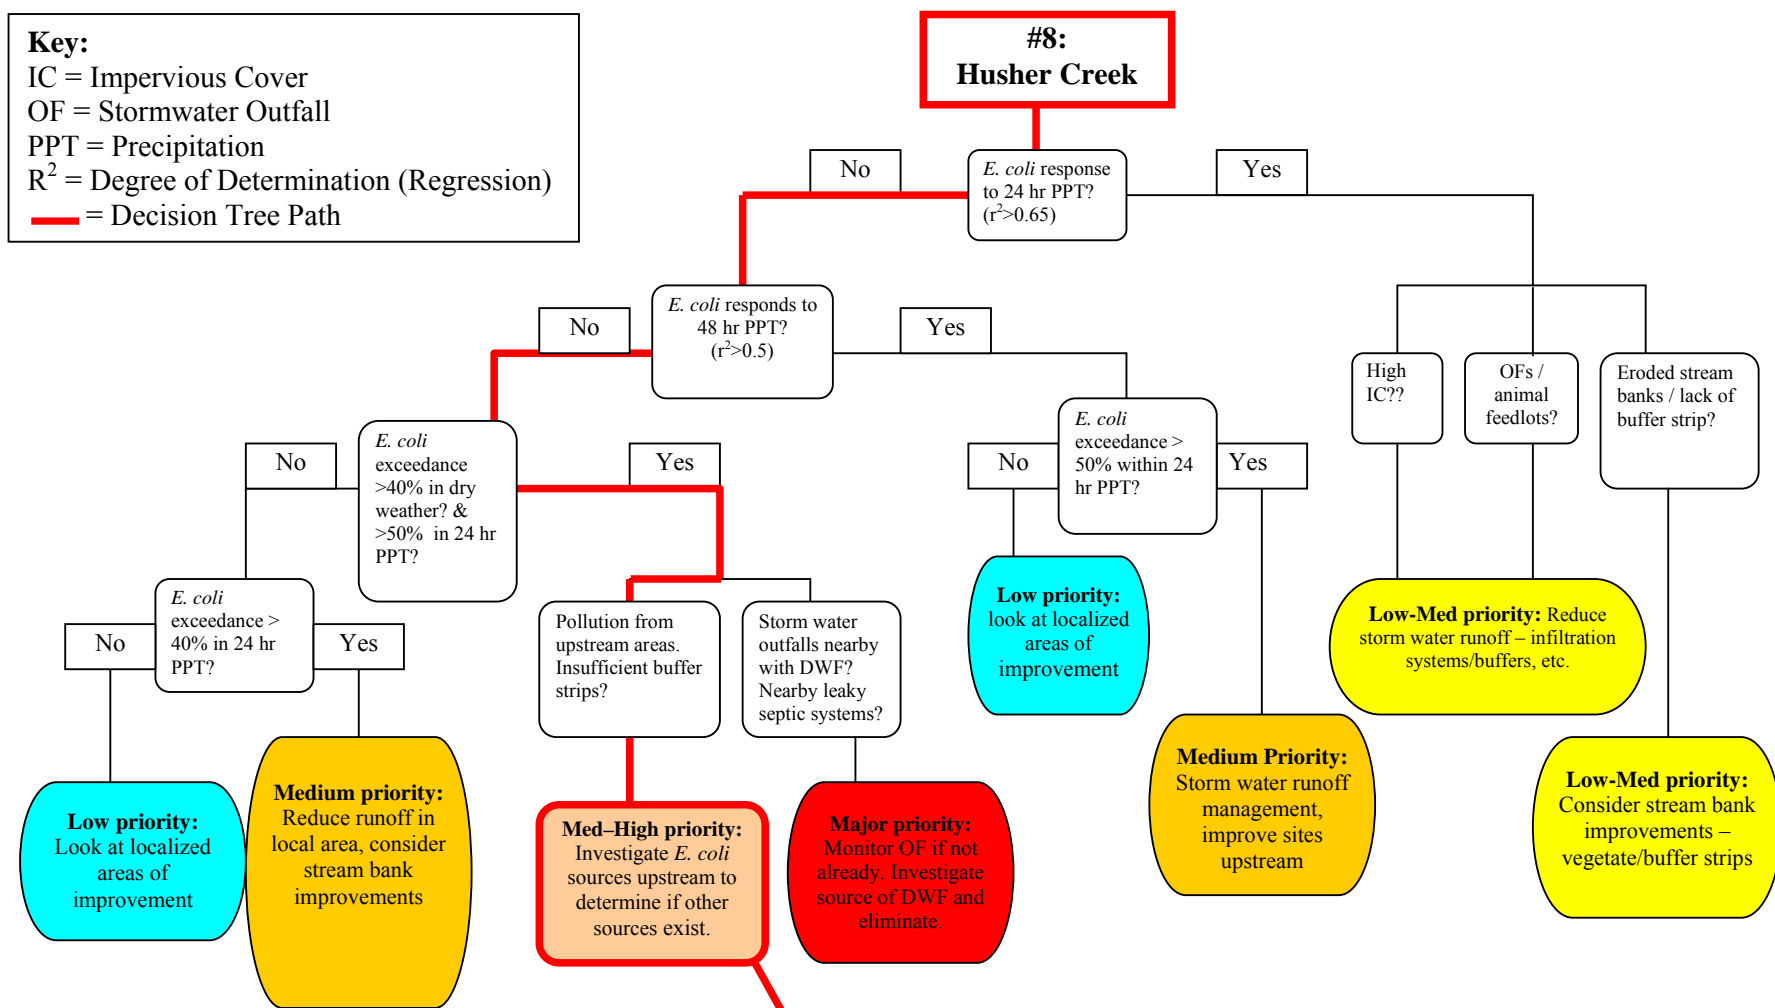 Key:
IC = Impervious Cover
OF = Stormwater Outfall
PPT = Precipitation
R² = Degree of Determination (Regression)
= Decision Tree Path
#8:
Husher Creek
No
E. coli response
to 24 hr PPT?
(r²>0.65)
Yes
No
E. coli responds to
48 hr PPT?
(r²>0.5)
Yes
High
IC??
OFs /
animal
feedlots?
Eroded stream
banks / lack of
buffer strip?
No
E. coli
exceedance
>40% in dry
weather? &
>50% in 24 hr
PPT?
Yes
No
E. coli
exceedance >
50% within 24
hr PPT?
Yes
No
E. coli
exceedance >
40% in 24 hr
PPT?
Yes
Pollution from
upstream areas.
Insufficient buffer
strips?
Storm water
outfalls nearby
with DWF?
Nearby leaky
septic systems?
Low priority:
look at localized
areas of
improvement
Low-Med priority: Reduce
storm water runoff – infiltration
systems/buffers, etc.
Low priority:
Look at localized
areas of
improvement
Medium priority:
Reduce runoff in
local area, consider
stream bank
improvements
Med–High priority:
Investigate E. coli
sources upstream to
determine if other
sources exist.
Major priority:
Monitor OF if not
already. Investigate
source of DWF and
eliminate.
Medium Priority:
Storm water runoff
management,
improve sites
upstream
Low-Med priority:
Consider stream bank
improvements –
vegetate/buffer strips